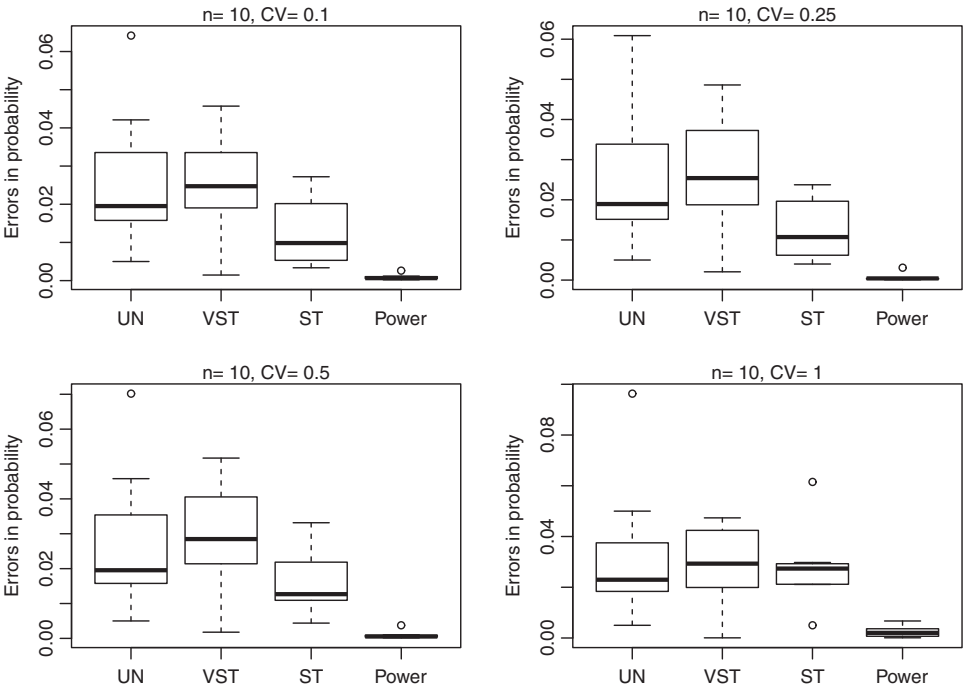 n= 10, CV= 0.1
Errors in probability
0.00 0.02 0.04 0.06
UN VST ST Power
n= 10, CV= 0.25
Errors in probability
0.00 0.02 0.04 0.06
UN VST ST Power
n= 10, CV= 0.5
Errors in probability
0.00 0.02 0.04 0.06
UN VST ST Power
n= 10, CV= 1
Errors in probability
0.00 0.04 0.08
UN VST ST Power